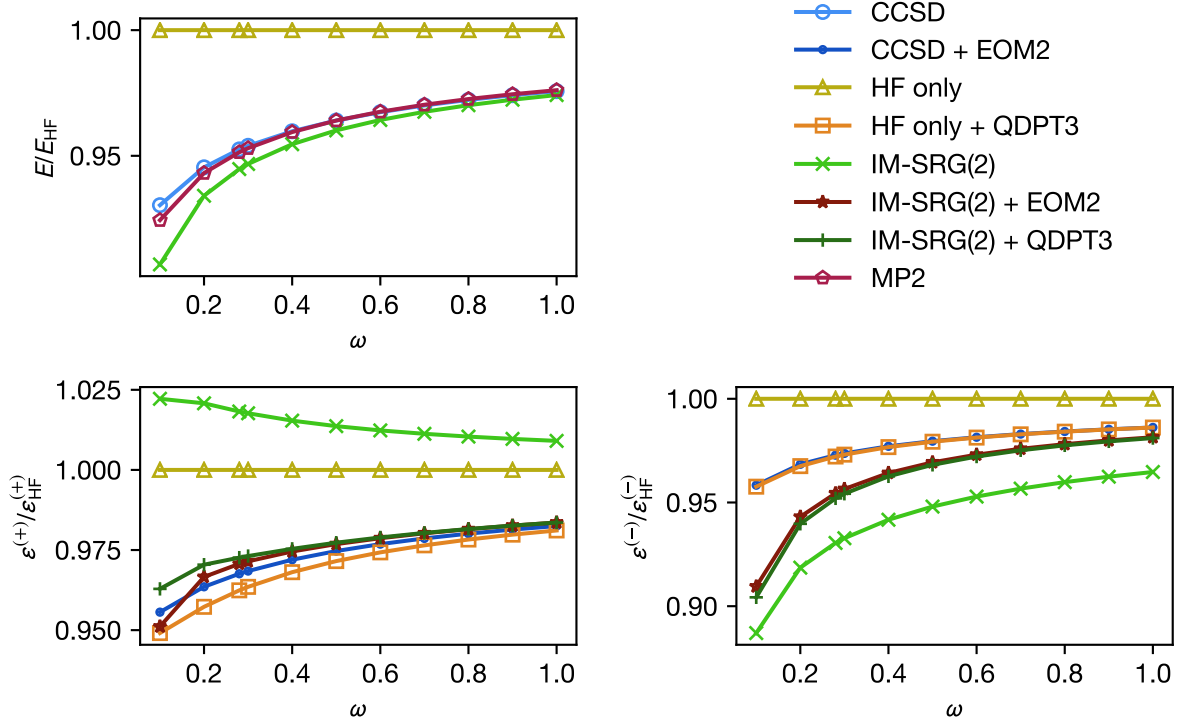 1.00
0.95
E/E_HF
0.2 0.4 0.6 0.8 1.0
ω
CCSD
CCSD + EOM2
HF only
HF only + QDPT3
IM-SRG(2)
IM-SRG(2) + EOM2
IM-SRG(2) + QDPT3
MP2
1.025
1.000
0.975
0.950
ε^(+)/ε_HF^(+)
0.2 0.4 0.6 0.8 1.0
ω
1.00
0.95
0.90
ε^(−)/ε_HF^(−)
0.2 0.4 0.6 0.8 1.0
ω